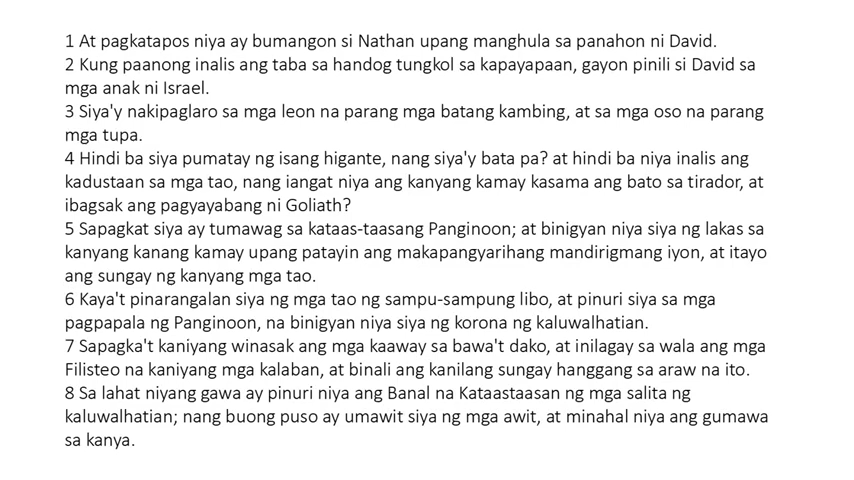 1 At pagkatapos niya ay bumangon si Nathan upang manghula sa panahon ni David.
2 Kung paanong inalis ang taba sa handog tungkol sa kapayapaan, gayon pinili si David sa
mga anak ni Israel.
3 Siya'y nakipaglaro sa mga leon na parang mga batang kambing, at sa mga oso na parang
mga tupa.
4 Hindi ba siya pumatay ng isang higante, nang siya'y bata pa? at hindi ba niya inalis ang
kadustaan sa mga tao, nang iangat niya ang kanyang kamay kasama ang bato sa tirador, at
ibagsak ang pagyayabang ni Goliath?
5 Sapagkat siya ay tumawag sa kataas-taasang Panginoon; at binigyan niya siya ng lakas sa
kanyang kanang kamay upang patayin ang makapangyarihang mandirigmang iyon, at itayo
ang sungay ng kanyang mga tao.
6 Kaya't pinarangalan siya ng mga tao ng sampu-sampung libo, at pinuri siya sa mga
pagpapala ng Panginoon, na binigyan niya siya ng korona ng kaluwalhatian.
7 Sapagka't kaniyang winasak ang mga kaaway sa bawa't dako, at inilagay sa wala ang mga
Filisteo na kaniyang mga kalaban, at binali ang kanilang sungay hanggang sa araw na ito.
8 Sa lahat niyang gawa ay pinuri niya ang Banal na Kataastaasan ng mga salita ng
kaluwalhatian; nang buong puso ay umawit siya ng mga awit, at minahal niya ang gumawa
sa kanya.